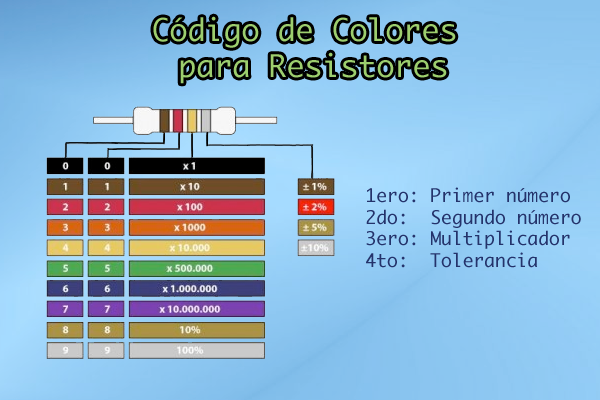 Código de Colores
para Resistores
0 0 x 1
1 1 x 10 ± 1%
2 2 x 100 ± 2%
3 3 x 1000 ± 5%
4 4 x 10.000 ±10%
5 5 x 500.000
6 6 x 1.000.000
7 7 x 10.000.000
8 8 10%
9 9 100%
1ero: Primer número
2do: Segundo número
3ero: Multiplicador
4to: Tolerancia